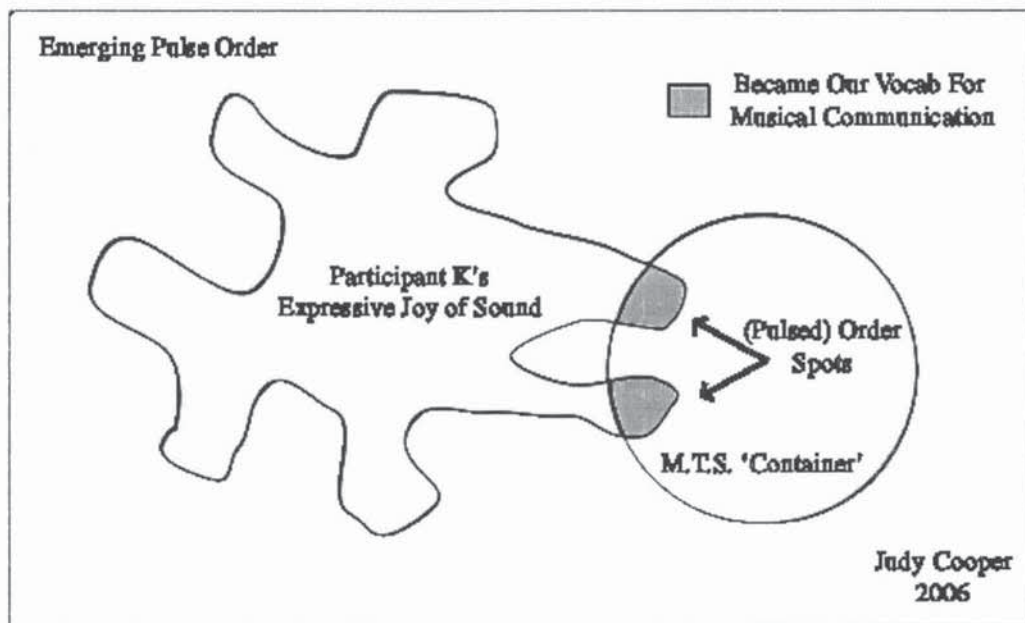 Emerging Pulse Order
Became Our Vocab For
Musical Communication
Participant K's
Expressive Joy of Sound
(Pulsed) Order
Spots
M.T.S. ‘Container’
Judy Cooper
2006